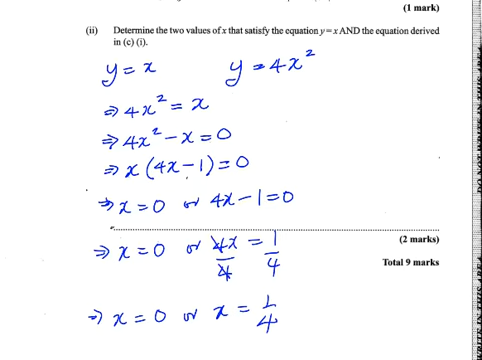 (1 mark)
(ii) Determine the two values of x that satisfy the equation y = x AND the equation derived
in (c) (i).
y = x y = 4x²
⇒ 4x² = x
⇒ 4x² − x = 0
⇒ x (4x − 1) = 0
⇒ x = 0 or 4x − 1 = 0
⇒ x = 0 or 4x/4 = 1/4
(2 marks)
Total 9 marks
⇒ x = 0 or x = 1/4